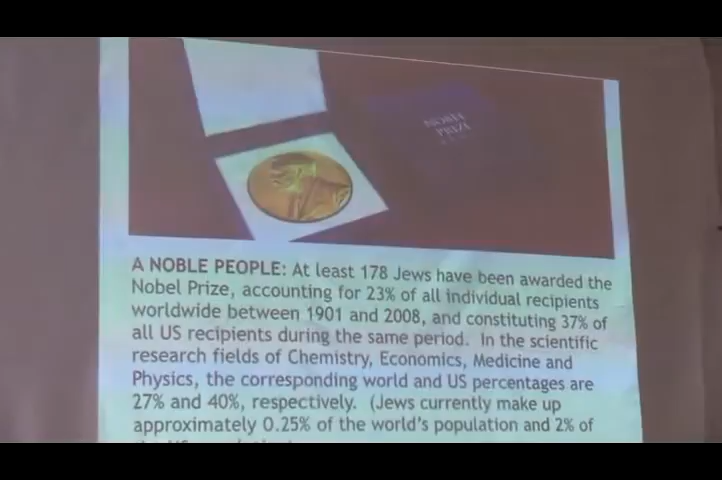 NOBEL
PRIZE
A NOBLE PEOPLE: At least 178 Jews have been awarded the
Nobel Prize, accounting for 23% of all individual recipients
worldwide between 1901 and 2008, and constituting 37% of
all US recipients during the same period. In the scientific
research fields of Chemistry, Economics, Medicine and
Physics, the corresponding world and US percentages are
27% and 40%, respectively. (Jews currently make up
approximately 0.25% of the world's population and 2% of